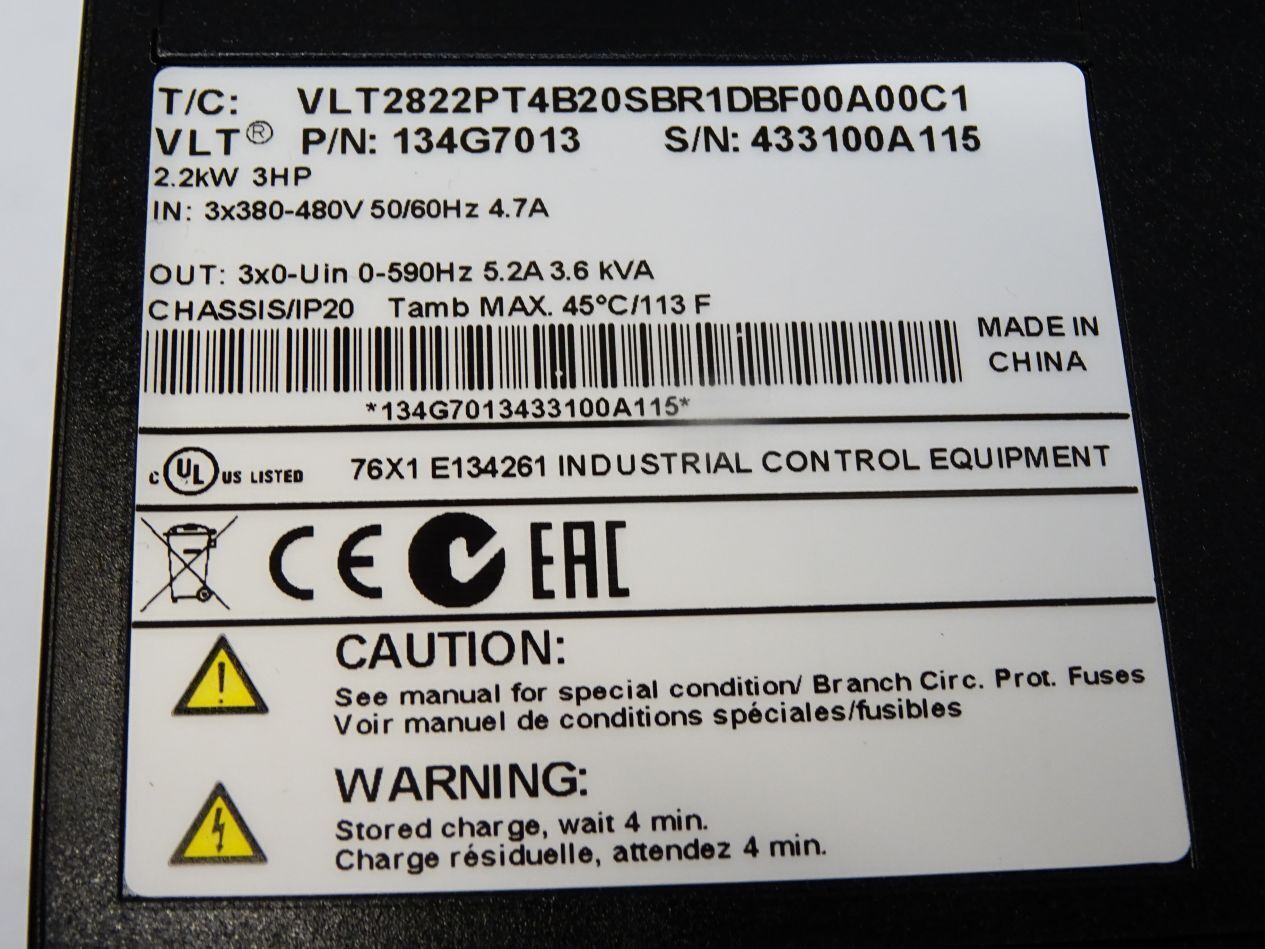 T/C: VLT2822PT4B20SBR1DBF00A00C1
VLT® P/N: 134G7013 S/N: 433100A115
2.2kW 3HP
IN: 3x380-480V 50/60Hz 4.7A
OUT: 3x0-Uin 0-590Hz 5.2A 3.6 kVA
CHASSIS/IP20 Tamb MAX. 45°C/113 F
MADE IN
CHINA
*134G7013433100A115*
c UL US LISTED 76X1 E134261 INDUSTRIAL CONTROL EQUIPMENT
CE EAC
CAUTION:
See manual for special condition/ Branch Circ. Prot. Fuses
Voir manuel de conditions spéciales/fusibles
WARNING:
Stored charge, wait 4 min.
Charge résiduelle, attendez 4 min.